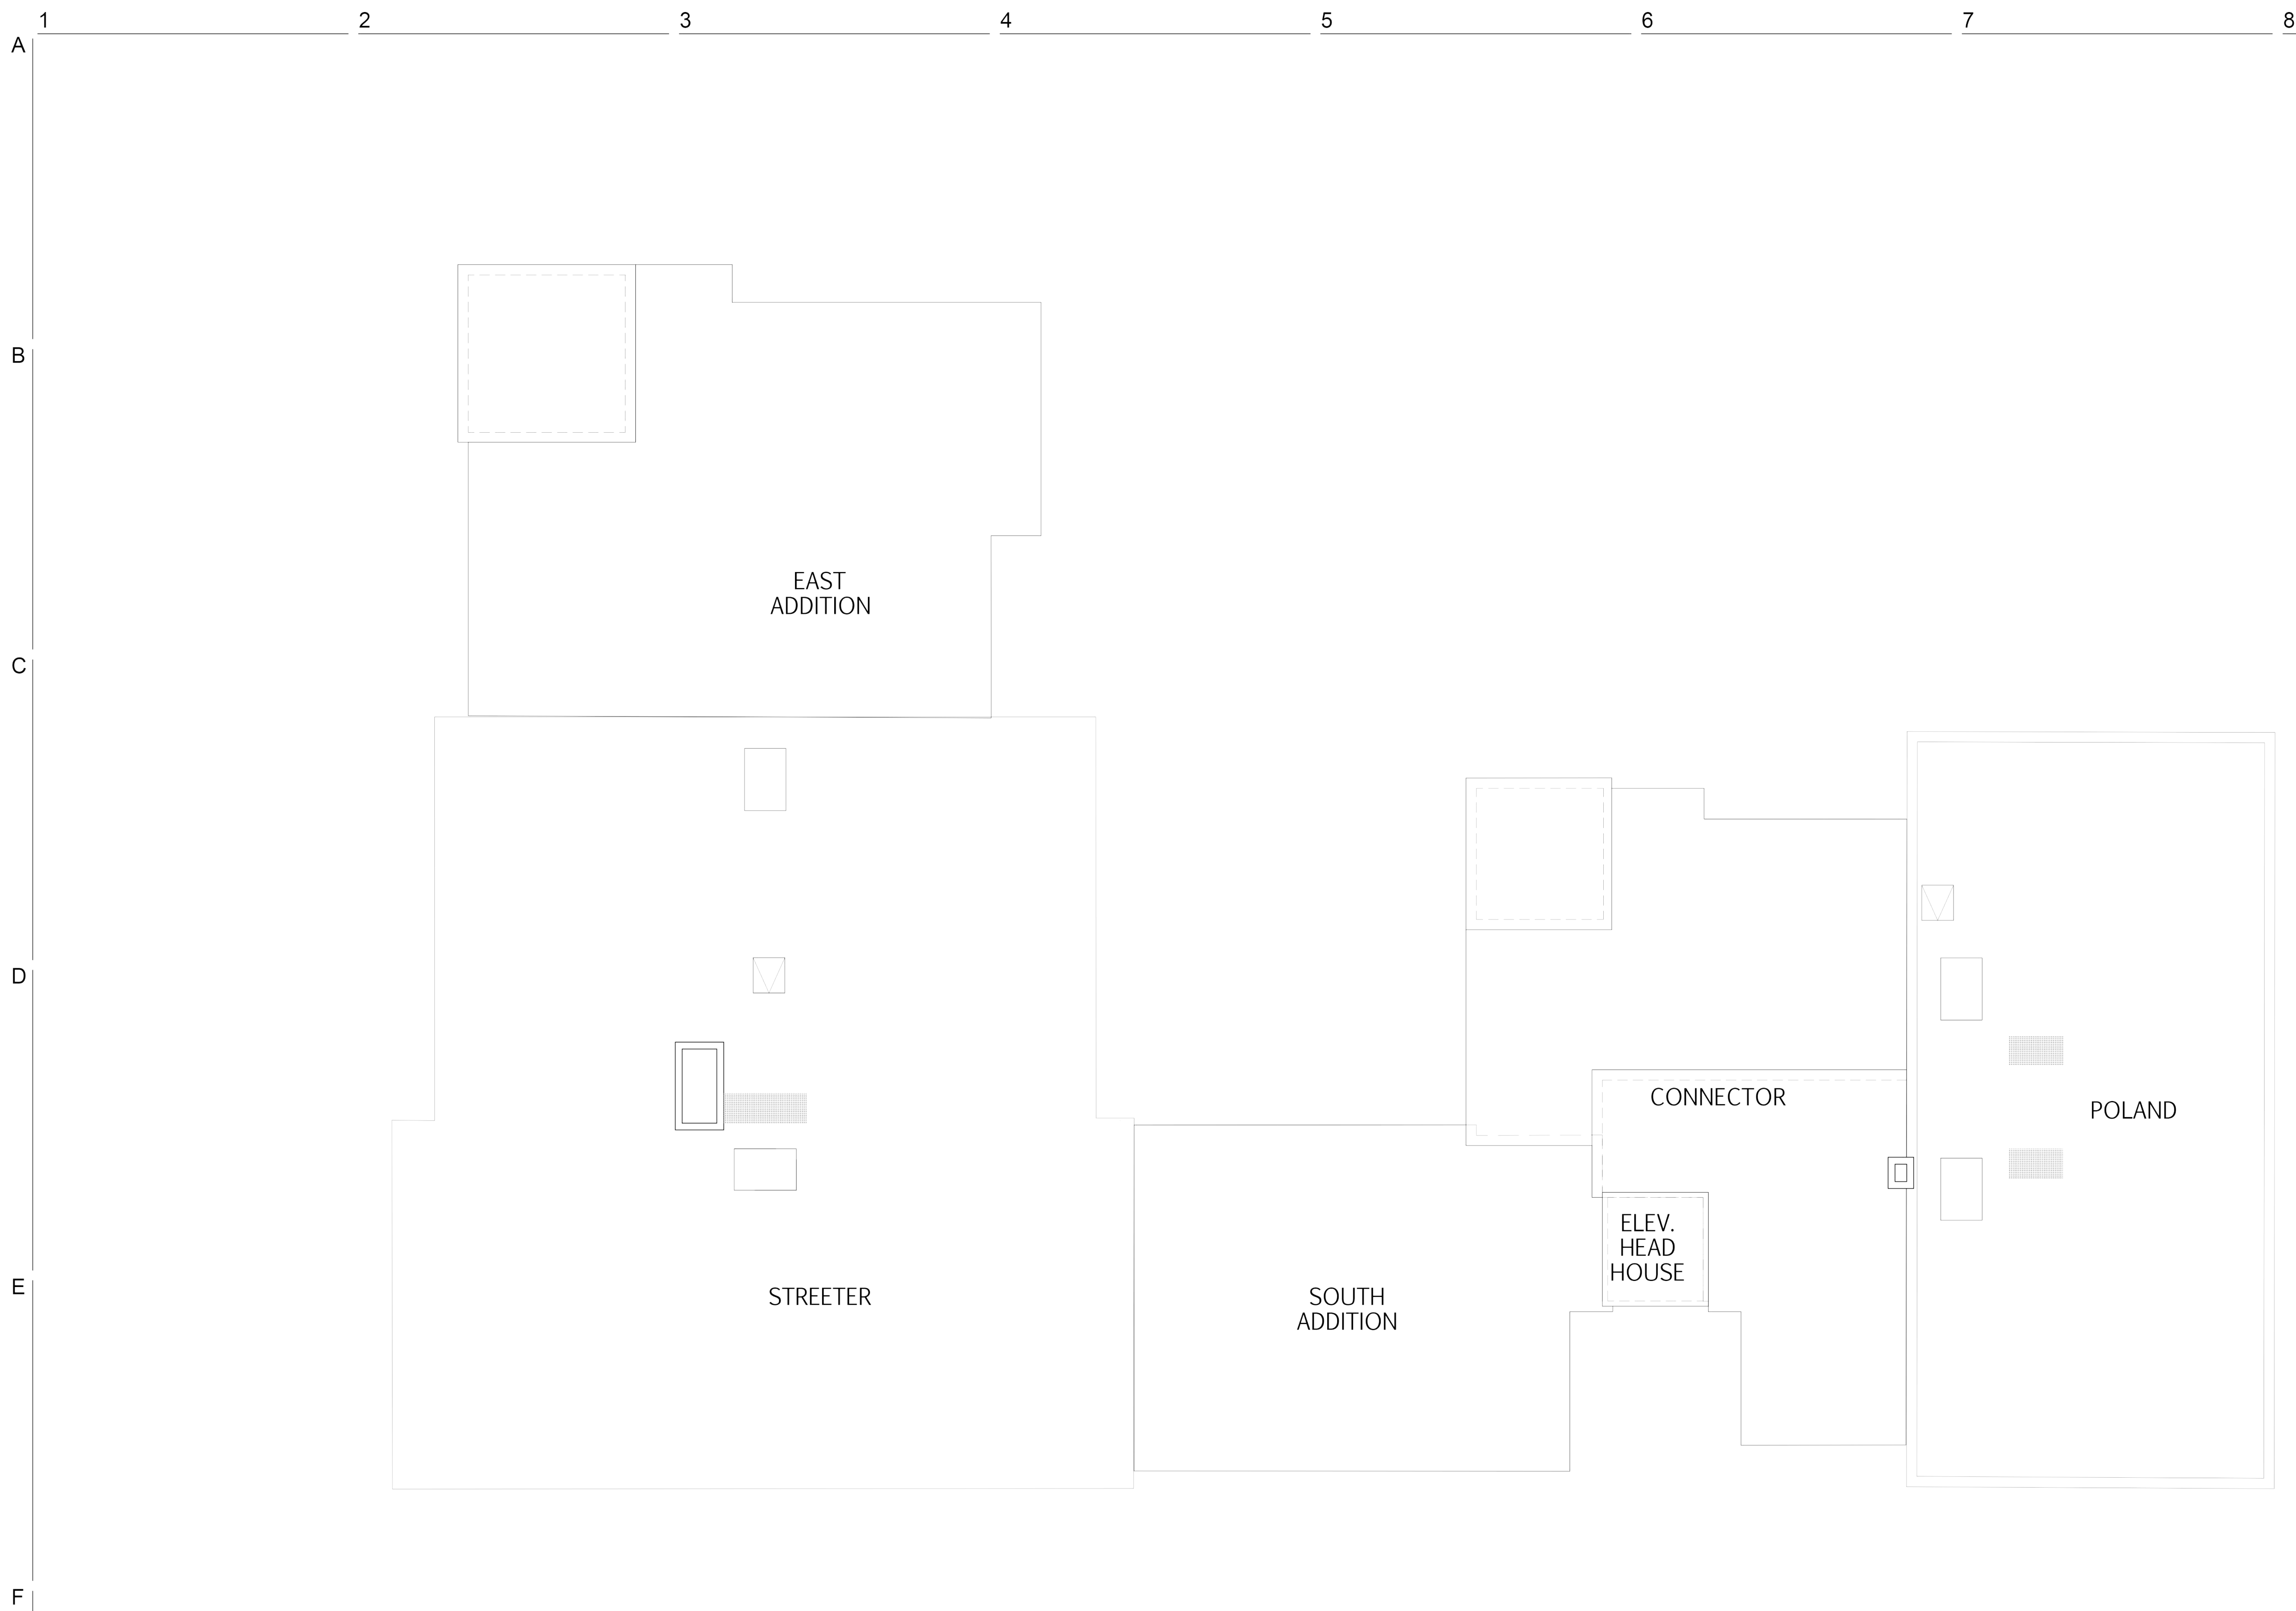 1 2 3 4 5 6 7 8
A
B
EAST
ADDITION
C
D
CONNECTOR
POLAND
ELEV.
HEAD
HOUSE
E
STREETER
SOUTH
ADDITION
F